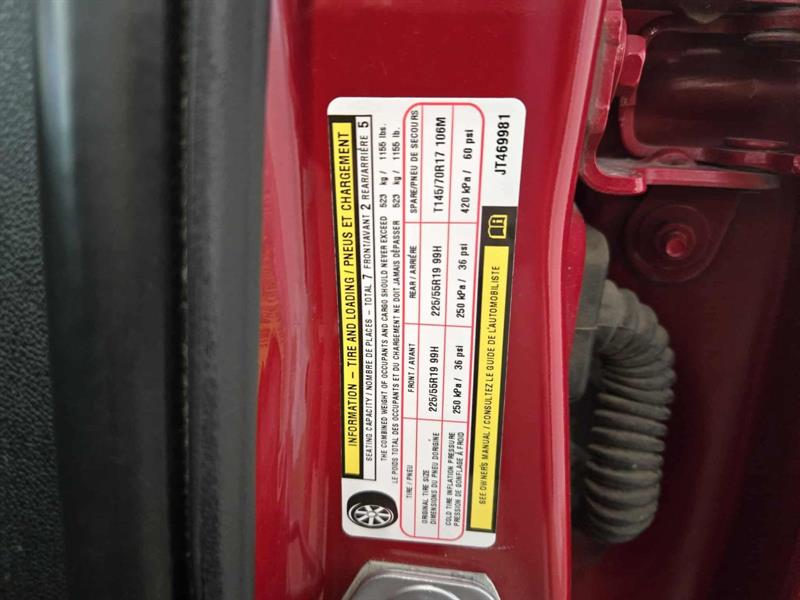 INFORMATION – TIRE AND LOADING / PNEUS ET CHARGEMENT
SEATING CAPACITY / NOMBRE DE PLACES – TOTAL 7 FRONT/AVANT 2 REAR/ARRIÈRE 5
THE COMBINED WEIGHT OF OCCUPANTS AND CARGO SHOULD NEVER EXCEED 523 kg / 1155 lbs.
LE POIDS TOTAL DES OCCUPANTS ET DU CHARGEMENT NE DOIT JAMAIS DÉPASSER 523 kg / 1155 lb.
TIRE / PNEU FRONT / AVANT REAR / ARRIÈRE SPARE/PNEU DE SECOURS
ORIGINAL TIRE SIZE
DIMENSIONS DU PNEU D'ORIGINE
225/55R19 99H 225/55R19 99H T145/70R17 106M
COLD TIRE INFLATION PRESSURE
PRESSION DE GONFLAGE À FROID
250 kPa / 36 psi 250 kPa / 36 psi 420 kPa / 60 psi
SEE OWNER'S MANUAL / CONSULTEZ LE GUIDE DE L'AUTOMOBILISTE
JT469981